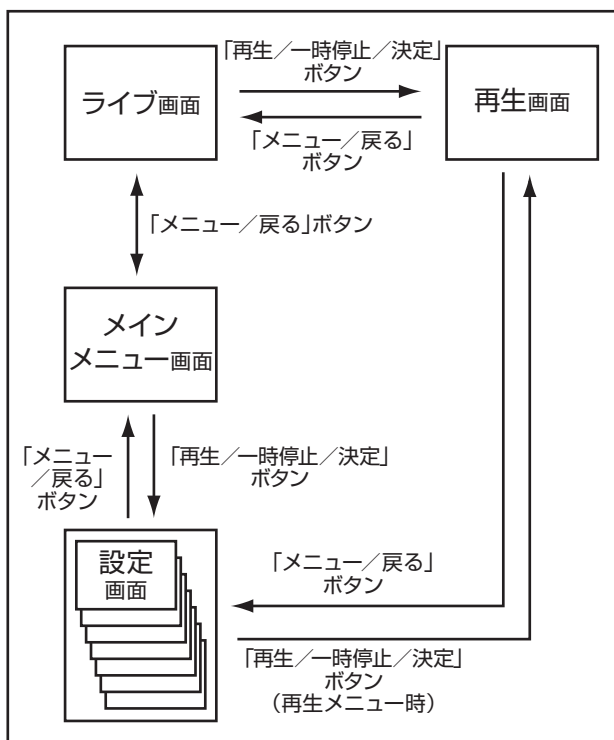 「再生／一時停止／決定」
ボタン
ライブ画面
再生画面
「メニュー／戻る」
ボタン
「メニュー／戻る」ボタン
メイン
メニュー画面
「メニュー
／戻る」
ボタン
「再生／一時停止／決定」
ボタン
設定
画面
「メニュー／戻る」
ボタン
「再生／一時停止／決定」
ボタン
（再生メニュー時）